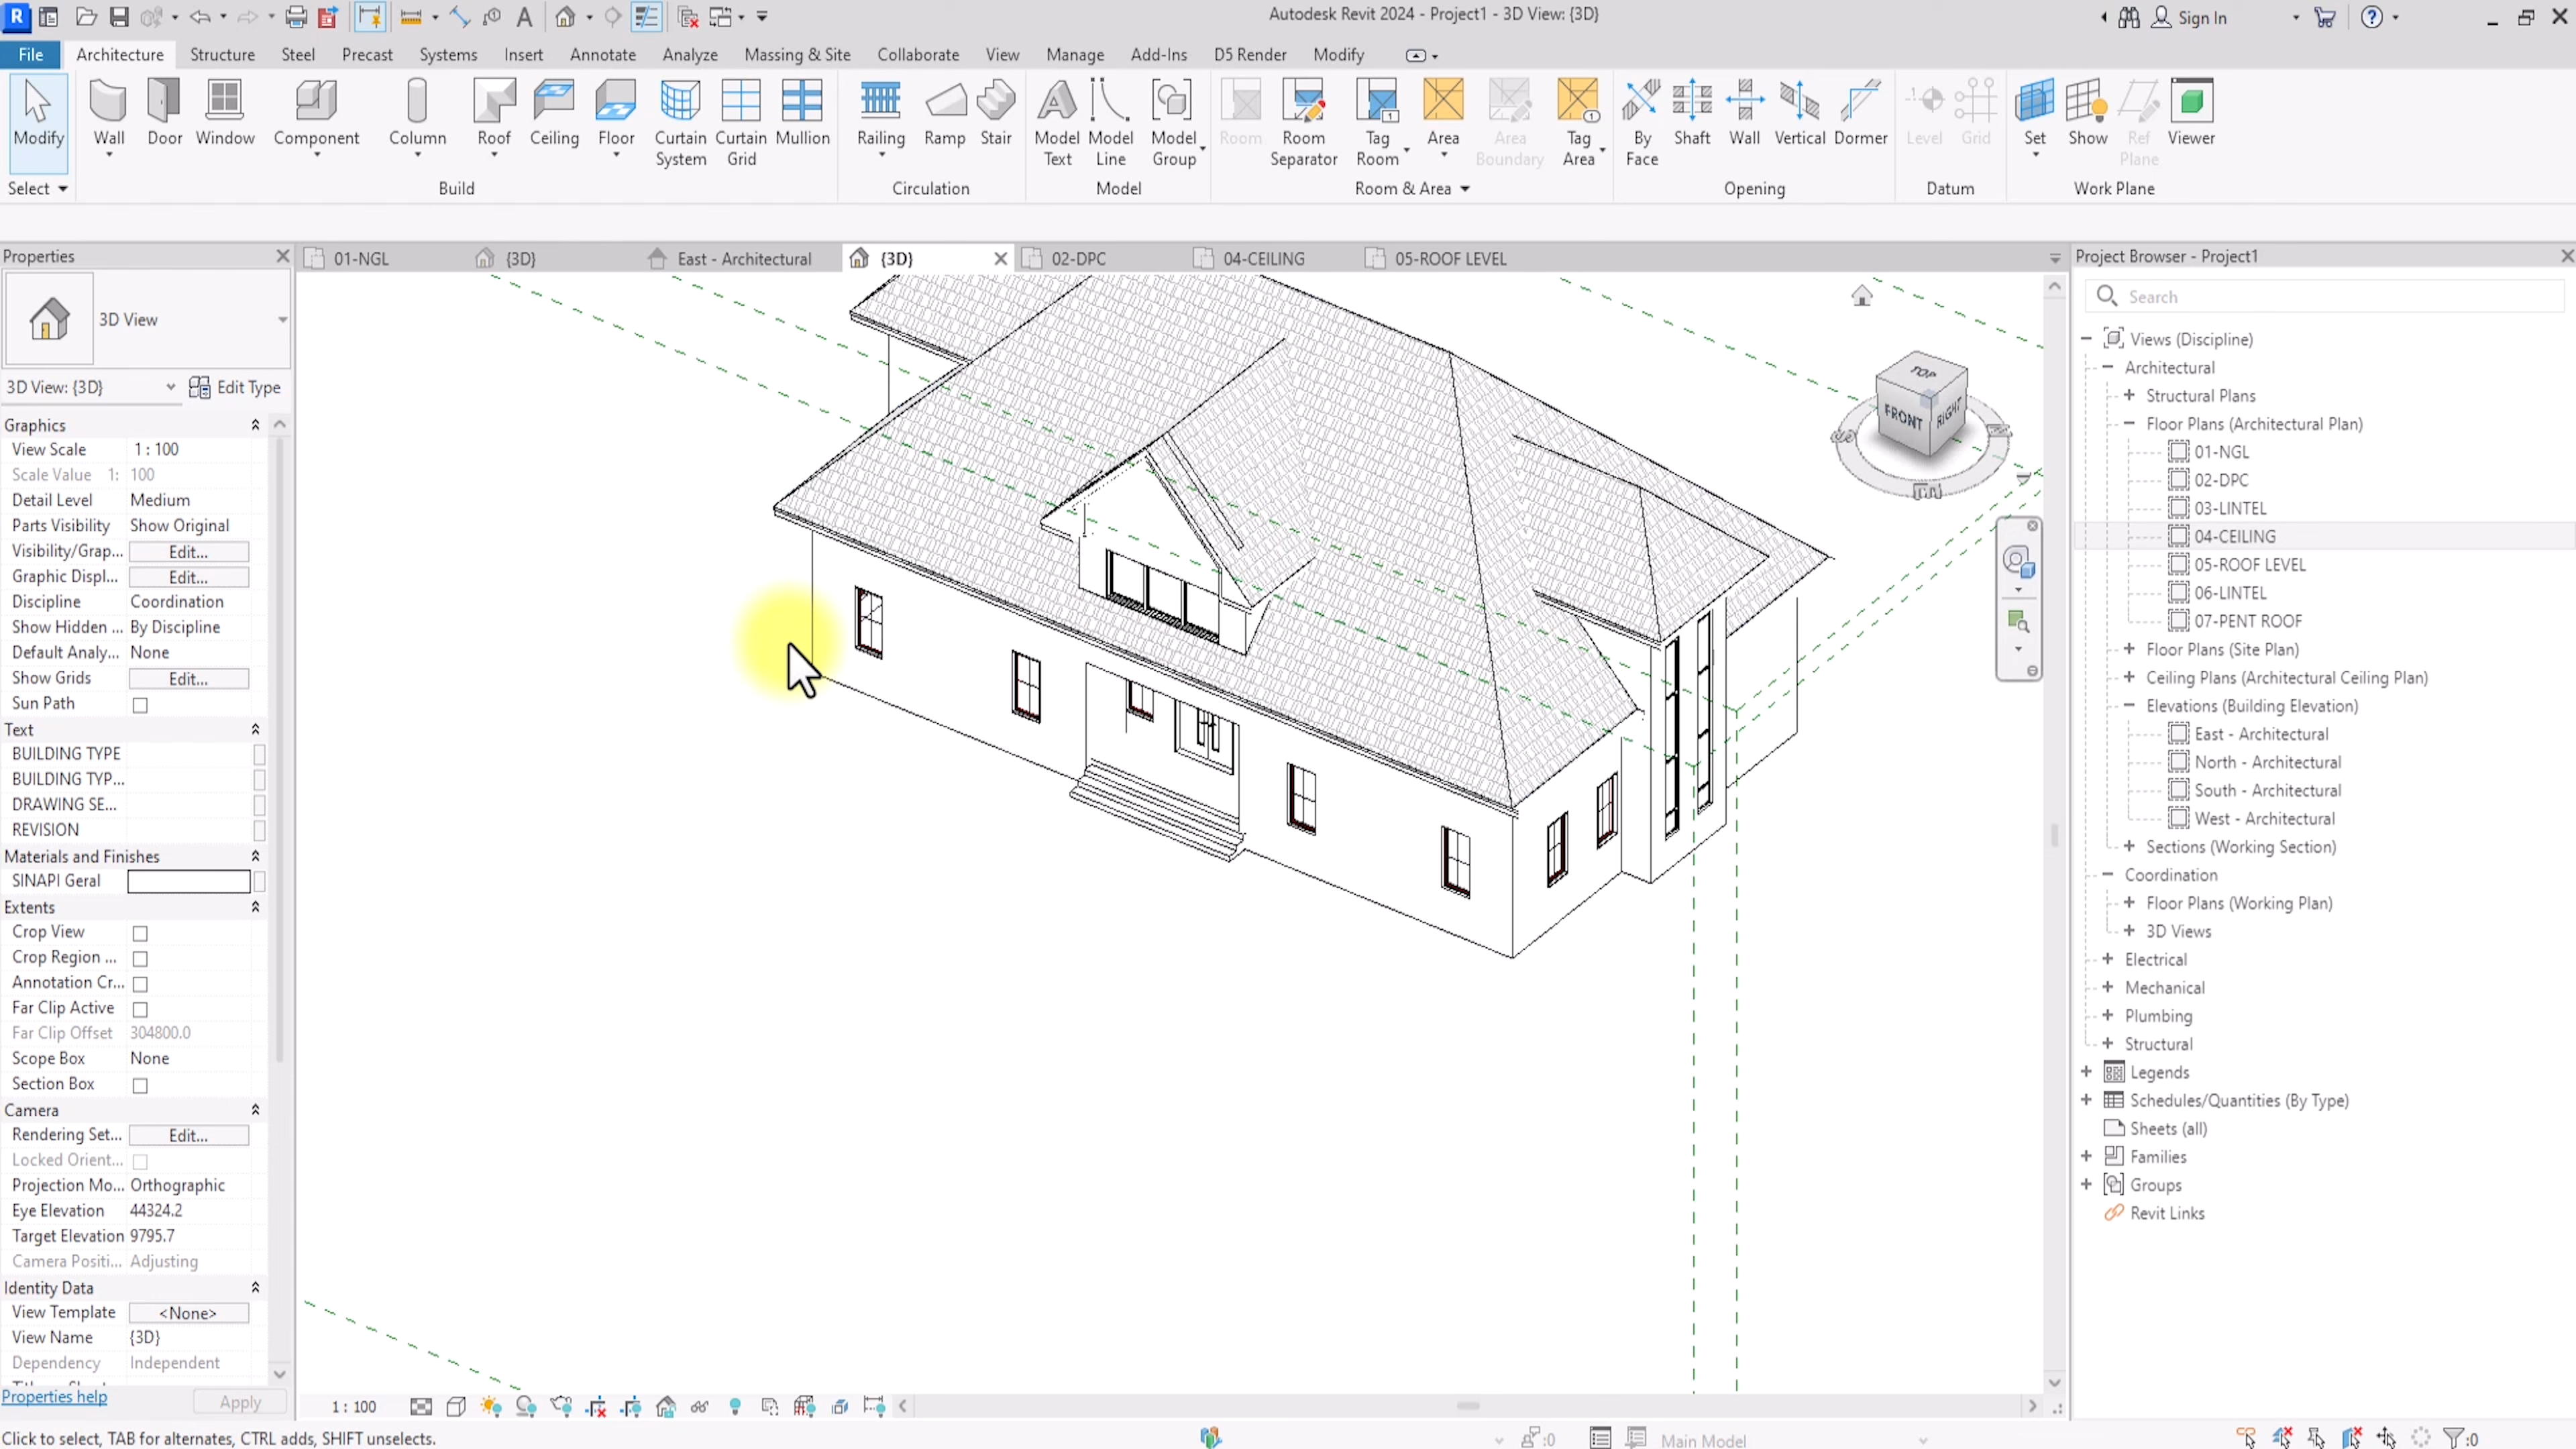 Autodesk Revit 2024 - Project1 - 3D View: {3D}
Sign In
File Architecture Structure Steel Precast Systems Insert Annotate Analyze Massing & Site Collaborate View Manage Add-Ins D5 Render Modify
Modify Wall Door Window Component Column Roof Ceiling Floor Curtain System Curtain Grid Mullion Railing Ramp Stair Model Text Model Line Model Group Room Room Separator Tag Room Area Area Boundary Tag Area By Face Shaft Wall Vertical Dormer Level Grid Set Show Ref Plane Viewer
Select Build Circulation Model Room & Area Opening Datum Work Plane
Properties
01-NGL {3D} East - Architectural {3D} 02-DPC 04-CEILING 05-ROOF LEVEL
3D View
3D View: {3D} Edit Type
Graphics
View Scale 1 : 100
Scale Value 1: 100
Detail Level Medium
Parts Visibility Show Original
Visibility/Grap... Edit...
Graphic Displ... Edit...
Discipline Coordination
Show Hidden ... By Discipline
Default Analy... None
Show Grids Edit...
Sun Path
Text
BUILDING TYPE
BUILDING TYP...
DRAWING SE...
REVISION
Materials and Finishes
SINAPI Geral
Extents
Crop View
Crop Region ...
Annotation Cr...
Far Clip Active
Far Clip Offset 304800.0
Scope Box None
Section Box
Camera
Rendering Set... Edit...
Locked Orient...
Projection Mo... Orthographic
Eye Elevation 44324.2
Target Elevation 9795.7
Camera Positi... Adjusting
Identity Data
View Template <None>
View Name {3D}
Dependency Independent
Properties help Apply
TOP
FRONT RIGHT
Project Browser - Project1
Search
Views (Discipline)
Architectural
Structural Plans
Floor Plans (Architectural Plan)
01-NGL
02-DPC
03-LINTEL
04-CEILING
05-ROOF LEVEL
06-LINTEL
07-PENT ROOF
Floor Plans (Site Plan)
Ceiling Plans (Architectural Ceiling Plan)
Elevations (Building Elevation)
East - Architectural
North - Architectural
South - Architectural
West - Architectural
Sections (Working Section)
Coordination
Floor Plans (Working Plan)
3D Views
Electrical
Mechanical
Plumbing
Structural
Legends
Schedules/Quantities (By Type)
Sheets (all)
Families
Groups
Revit Links
1 : 100
Click to select, TAB for alternates, CTRL adds, SHIFT unselects.
:0
Main Model
:0